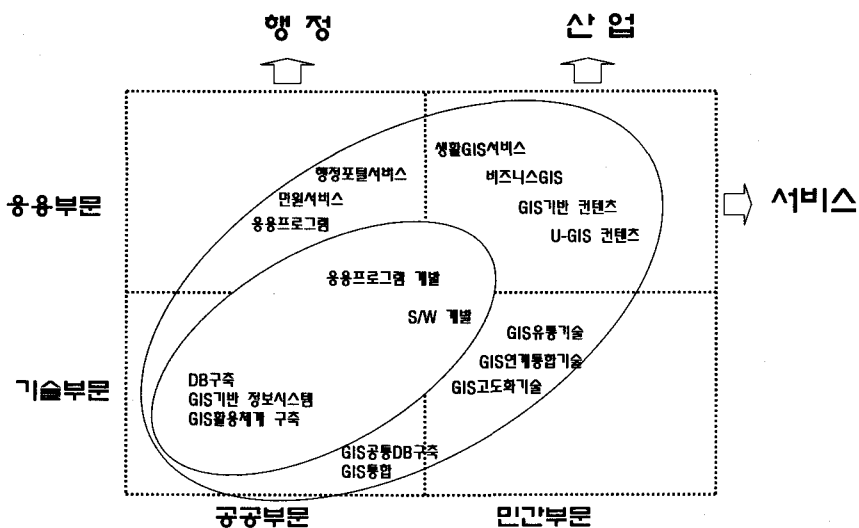 행 정
산 업
생활GIS서비스
행정포털서비스
비즈니스GIS
민원서비스
GIS기반 컨텐츠
응용부문
서비스
응용프로그램
U-GIS 컨텐츠
응용프로그램 개발
S/W 개발
GIS유통기술
GIS연계통합기술
기술부문
DB구축
GIS고도화기술
GIS기반 정보시스템
GIS활용체계 구축
GIS공통DB구축
GIS통합
공공부문
민간부문